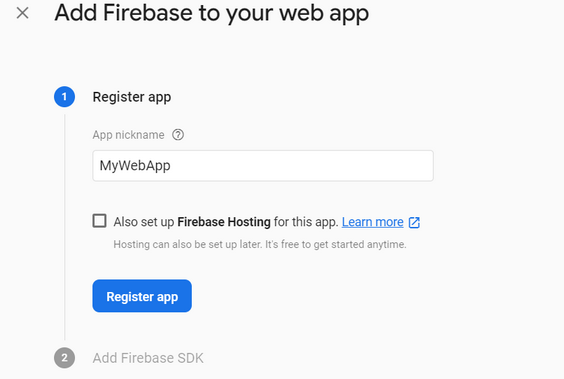 Add Firebase to your web app
1 Register app
App nickname
MyWebApp
Also set up Firebase Hosting for this app. Learn more
Hosting can also be set up later. It's free to get started anytime.
Register app
2 Add Firebase SDK